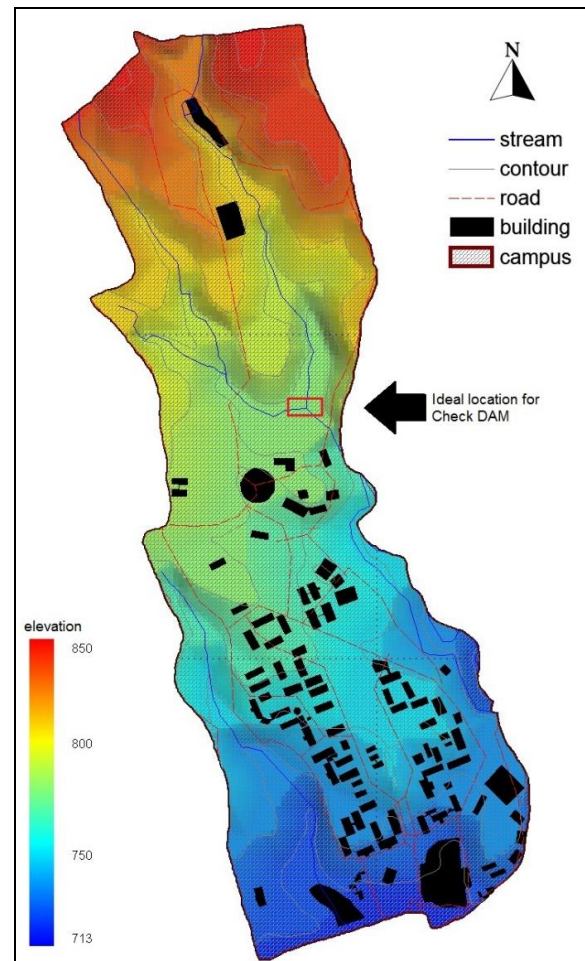 N
stream
contour
road
building
campus
Ideal location for
Check DAM
elevation
850
800
750
713